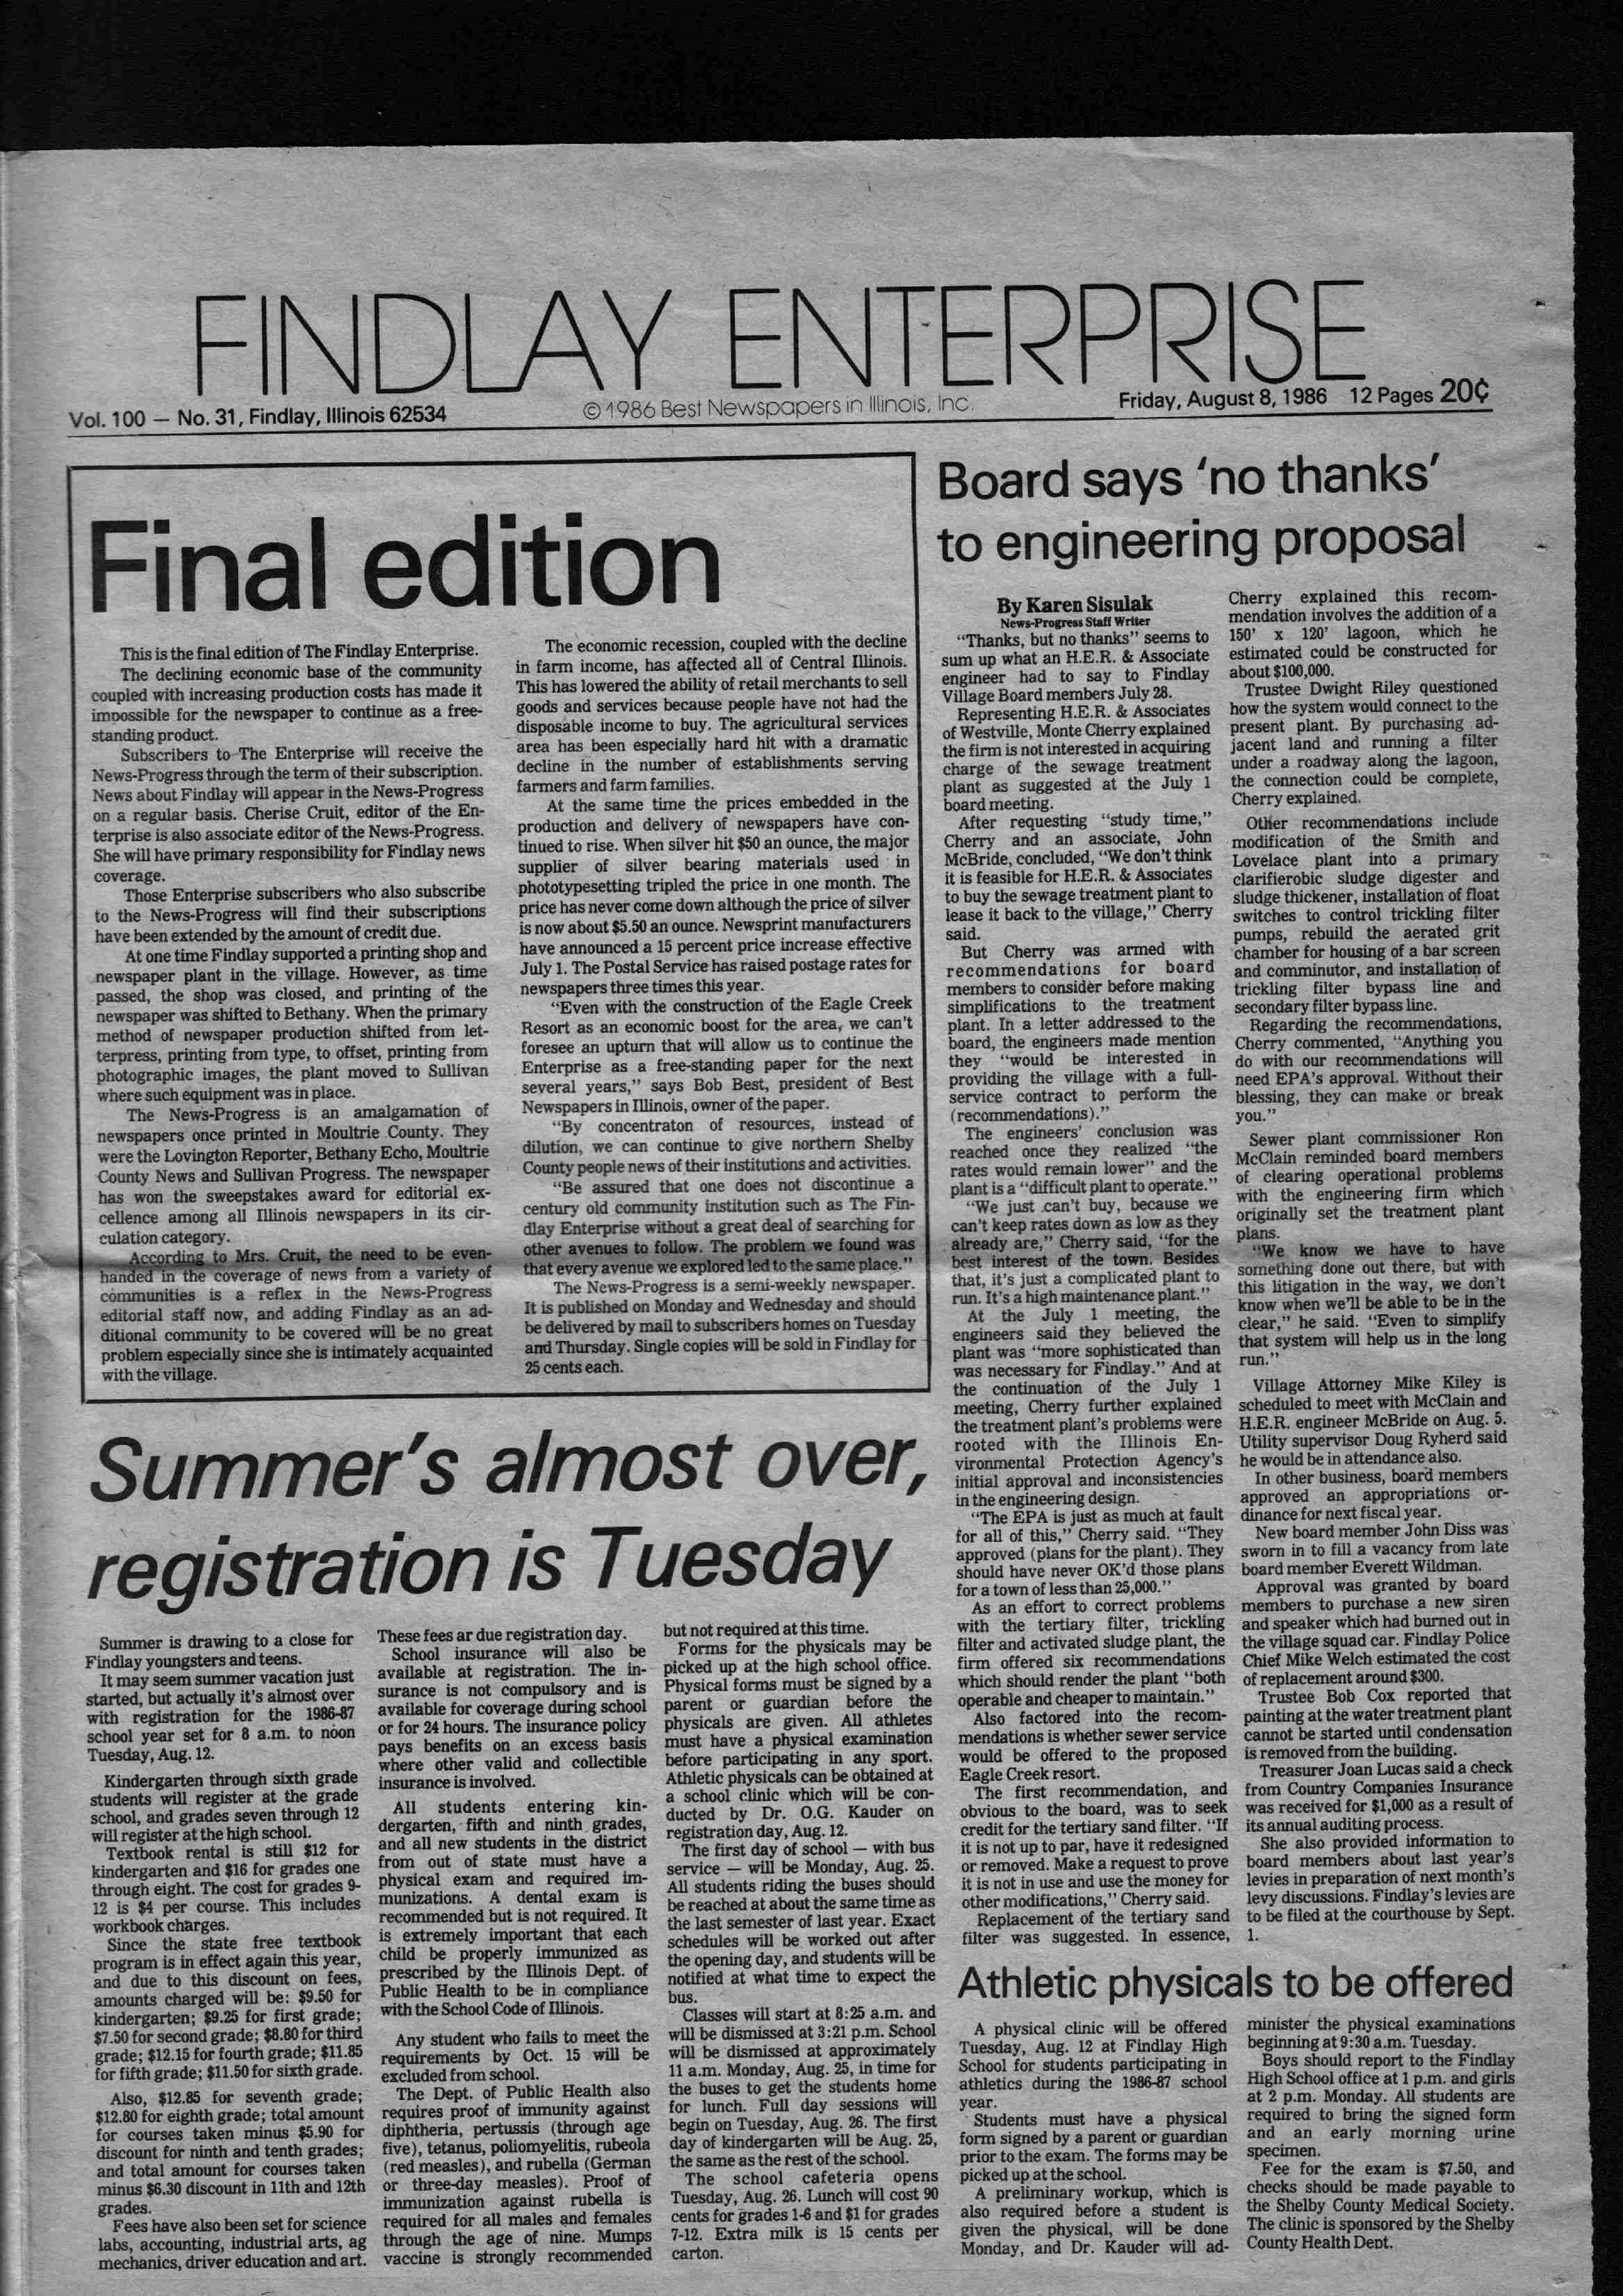 FINDLAY ENTERPRISE
Vol. 100 — No. 31, Findlay, Illinois 62534
© 1986 Best Newspapers in Illinois, Inc.
Friday, August 8, 1986 12 Pages 20¢
Final edition
This is the final edition of The Findlay Enterprise.
The declining economic base of the community
coupled with increasing production costs has made it
impossible for the newspaper to continue as a free-
standing product.
Subscribers to The Enterprise will receive the
News-Progress through the term of their subscription.
News about Findlay will appear in the News-Progress
on a regular basis. Cherise Cruit, editor of the En-
terprise is also associate editor of the News-Progress.
She will have primary responsibility for Findlay news
coverage.
Those Enterprise subscribers who also subscribe
to the News-Progress will find their subscriptions
have been extended by the amount of credit due.
At one time Findlay supported a printing shop and
newspaper plant in the village. However, as time
passed, the shop was closed, and printing of the
newspaper was shifted to Bethany. When the primary
method of newspaper production shifted from let-
terpress, printing from type, to offset, printing from
photographic images, the plant moved to Sullivan
where such equipment was in place.
The News-Progress is an amalgamation of
newspapers once printed in Moultrie County. They
were the Lovington Reporter, Bethany Echo, Moultrie
County News and Sullivan Progress. The newspaper
has won the sweepstakes award for editorial ex-
cellence among all Illinois newspapers in its cir-
culation category.
According to Mrs. Cruit, the need to be even-
handed in the coverage of news from a variety of
communities is a reflex in the News-Progress
editorial staff now, and adding Findlay as an ad-
ditional community to be covered will be no great
problem especially since she is intimately acquainted
with the village.
The economic recession, coupled with the decline
in farm income, has affected all of Central Illinois.
This has lowered the ability of retail merchants to sell
goods and services because people have not had the
disposable income to buy. The agricultural services
area has been especially hard hit with a dramatic
decline in the number of establishments serving
farmers and farm families.
At the same time the prices embedded in the
production and delivery of newspapers have con-
tinued to rise. When silver hit $50 an ounce, the major
supplier of silver bearing materials used in
phototypesetting tripled the price in one month. The
price has never come down although the price of silver
is now about $5.50 an ounce. Newsprint manufacturers
have announced a 15 percent price increase effective
July 1. The Postal Service has raised postage rates for
newspapers three times this year.
"Even with the construction of the Eagle Creek
Resort as an economic boost for the area, we can't
foresee an upturn that will allow us to continue the
Enterprise as a free-standing paper for the next
several years," says Bob Best, president of Best
Newspapers in Illinois, owner of the paper.
"By concentraton of resources, instead of
dilution, we can continue to give northern Shelby
County people news of their institutions and activities.
"Be assured that one does not discontinue a
century old community institution such as The Fin-
dlay Enterprise without a great deal of searching for
other avenues to follow. The problem we found was
that every avenue we explored led to the same place."
The News-Progress is a semi-weekly newspaper.
It is published on Monday and Wednesday and should
be delivered by mail to subscribers homes on Tuesday
and Thursday. Single copies will be sold in Findlay for
25 cents each.
Board says 'no thanks'
to engineering proposal
By Karen Sisulak
News-Progress Staff Writer
"Thanks, but no thanks" seems to
sum up what an H.E.R. & Associate
engineer had to say to Findlay
Village Board members July 28.
Representing H.E.R. & Associates
of Westville, Monte Cherry explained
the firm is not interested in acquiring
charge of the sewage treatment
plant as suggested at the July 1
board meeting.
After requesting "study time,"
Cherry and an associate, John
McBride, concluded, "We don't think
it is feasible for H.E.R. & Associates
to buy the sewage treatment plant to
lease it back to the village," Cherry
said.
But Cherry was armed with
recommendations for board
members to consider before making
simplifications to the treatment
plant. In a letter addressed to the
board, the engineers made mention
they "would be interested in
providing the village with a full-
service contract to perform the
(recommendations)."
The engineers' conclusion was
reached once they realized "the
rates would remain lower" and the
plant is a "difficult plant to operate."
"We just can't buy, because we
can't keep rates down as low as they
already are," Cherry said, "for the
best interest of the town. Besides
that, it's just a complicated plant to
run. It's a high maintenance plant."
At the July 1 meeting, the
engineers said they believed the
plant was "more sophisticated than
was necessary for Findlay." And at
the continuation of the July 1
meeting, Cherry further explained
the treatment plant's problems were
rooted with the Illinois En-
vironmental Protection Agency's
initial approval and inconsistencies
in the engineering design.
"The EPA is just as much at fault
for all of this," Cherry said. "They
approved (plans for the plant). They
should have never OK'd those plans
for a town of less than 25,000."
As an effort to correct problems
with the tertiary filter, trickling
filter and activated sludge plant, the
firm offered six recommendations
which should render the plant "both
operable and cheaper to maintain."
Also factored into the recom-
mendations is whether sewer service
would be offered to the proposed
Eagle Creek resort.
The first recommendation, and
obvious to the board, was to seek
credit for the tertiary sand filter. "If
it is not up to par, have it redesigned
or removed. Make a request to prove
it is not in use and use the money for
other modifications," Cherry said.
Replacement of the tertiary sand
filter was suggested. In essence,
Cherry explained this recom-
mendation involves the addition of a
150' x 120' lagoon, which he
estimated could be constructed for
about $100,000.
Trustee Dwight Riley questioned
how the system would connect to the
present plant. By purchasing ad-
jacent land and running a filter
under a roadway along the lagoon,
the connection could be complete,
Cherry explained.
Other recommendations include
modification of the Smith and
Lovelace plant into a primary
clarifierobic sludge digester and
sludge thickener, installation of float
switches to control trickling filter
pumps, rebuild the aerated grit
chamber for housing of a bar screen
and comminutor, and installation of
trickling filter bypass line and
secondary filter bypass line.
Regarding the recommendations,
Cherry commented, "Anything you
do with our recommendations will
need EPA's approval. Without their
blessing, they can make or break
you."
Sewer plant commissioner Ron
McClain reminded board members
of clearing operational problems
with the engineering firm which
originally set the treatment plant
plans.
"We know we have to have
something done out there, but with
this litigation in the way, we don't
know when we'll be able to be in the
clear," he said. "Even to simplify
that system will help us in the long
run."
Village Attorney Mike Kiley is
scheduled to meet with McClain and
H.E.R. engineer McBride on Aug. 5.
Utility supervisor Doug Ryherd said
he would be in attendance also.
In other business, board members
approved an appropriations or-
dinance for next fiscal year.
New board member John Diss was
sworn in to fill a vacancy from late
board member Everett Wildman.
Approval was granted by board
members to purchase a new siren
and speaker which had burned out in
the village squad car. Findlay Police
Chief Mike Welch estimated the cost
of replacement around $300.
Trustee Bob Cox reported that
painting at the water treatment plant
cannot be started until condensation
is removed from the building.
Treasurer Joan Lucas said a check
from Country Companies Insurance
was received for $1,000 as a result of
its annual auditing process.
She also provided information to
board members about last year's
levies in preparation of next month's
levy discussions. Findlay's levies are
to be filed at the courthouse by Sept.
1.
Summer's almost over,
registration is Tuesday
Summer is drawing to a close for
Findlay youngsters and teens.
It may seem summer vacation just
started, but actually it's almost over
with registration for the 1986-87
school year set for 8 a.m. to noon
Tuesday, Aug. 12.
Kindergarten through sixth grade
students will register at the grade
school, and grades seven through 12
will register at the high school.
Textbook rental is still $12 for
kindergarten and $16 for grades one
through eight. The cost for grades 9-
12 is $4 per course. This includes
workbook charges.
Since the state free textbook
program is in effect again this year,
and due to this discount on fees,
amounts charged will be: $9.50 for
kindergarten; $9.25 for first grade;
$7.50 for second grade; $8.80 for third
grade; $12.15 for fourth grade; $11.85
for fifth grade; $11.50 for sixth grade.
Also, $12.85 for seventh grade;
$12.80 for eighth grade; total amount
for courses taken minus $5.90 for
discount for ninth and tenth grades;
and total amount for courses taken
minus $6.30 discount in 11th and 12th
grades.
Fees have also been set for science
labs, accounting, industrial arts, ag
mechanics, driver education and art.
These fees ar due registration day.
School insurance will also be
available at registration. The in-
surance is not compulsory and is
available for coverage during school
or for 24 hours. The insurance policy
pays benefits on an excess basis
where other valid and collectible
insurance is involved.
All students entering kin-
dergarten, fifth and ninth grades,
and all new students in the district
from out of state must have a
physical exam and required im-
munizations. A dental exam is
recommended but is not required. It
is extremely important that each
child be properly immunized as
prescribed by the Illinois Dept. of
Public Health to be in compliance
with the School Code of Illinois.
Any student who fails to meet the
requirements by Oct. 15 will be
excluded from school.
The Dept. of Public Health also
requires proof of immunity against
diphtheria, pertussis (through age
five), tetanus, poliomyelitis, rubeola
(red measles), and rubella (German
or three-day measles). Proof of
immunization against rubella is
required for all males and females
through the age of nine. Mumps
vaccine is strongly recommended
but not required at this time.
Forms for the physicals may be
picked up at the high school office.
Physical forms must be signed by a
parent or guardian before the
physicals are given. All athletes
must have a physical examination
before participating in any sport.
Athletic physicals can be obtained at
a school clinic which will be con-
ducted by Dr. O.G. Kauder on
registration day, Aug. 12.
The first day of school — with bus
service — will be Monday, Aug. 25.
All students riding the buses should
be reached at about the same time as
the last semester of last year. Exact
schedules will be worked out after
the opening day, and students will be
notified at what time to expect the
bus.
Classes will start at 8:25 a.m. and
will be dismissed at 3:21 p.m. School
will be dismissed at approximately
11 a.m. Monday, Aug. 25, in time for
the buses to get the students home
for lunch. Full day sessions will
begin on Tuesday, Aug. 26. The first
day of kindergarten will be Aug. 25,
the same as the rest of the school.
The school cafeteria opens
Tuesday, Aug. 26. Lunch will cost 90
cents for grades 1-6 and $1 for grades
7-12. Extra milk is 15 cents per
carton.
Athletic physicals to be offered
A physical clinic will be offered
Tuesday, Aug. 12 at Findlay High
School for students participating in
athletics during the 1986-87 school
year.
Students must have a physical
form signed by a parent or guardian
prior to the exam. The forms may be
picked up at the school.
A preliminary workup, which is
also required before a student is
given the physical, will be done
Monday, and Dr. Kauder will ad-
minister the physical examinations
beginning at 9:30 a.m. Tuesday.
Boys should report to the Findlay
High School office at 1 p.m. and girls
at 2 p.m. Monday. All students are
required to bring the signed form
and an early morning urine
specimen.
Fee for the exam is $7.50, and
checks should be made payable to
the Shelby County Medical Society.
The clinic is sponsored by the Shelby
County Health Dept.